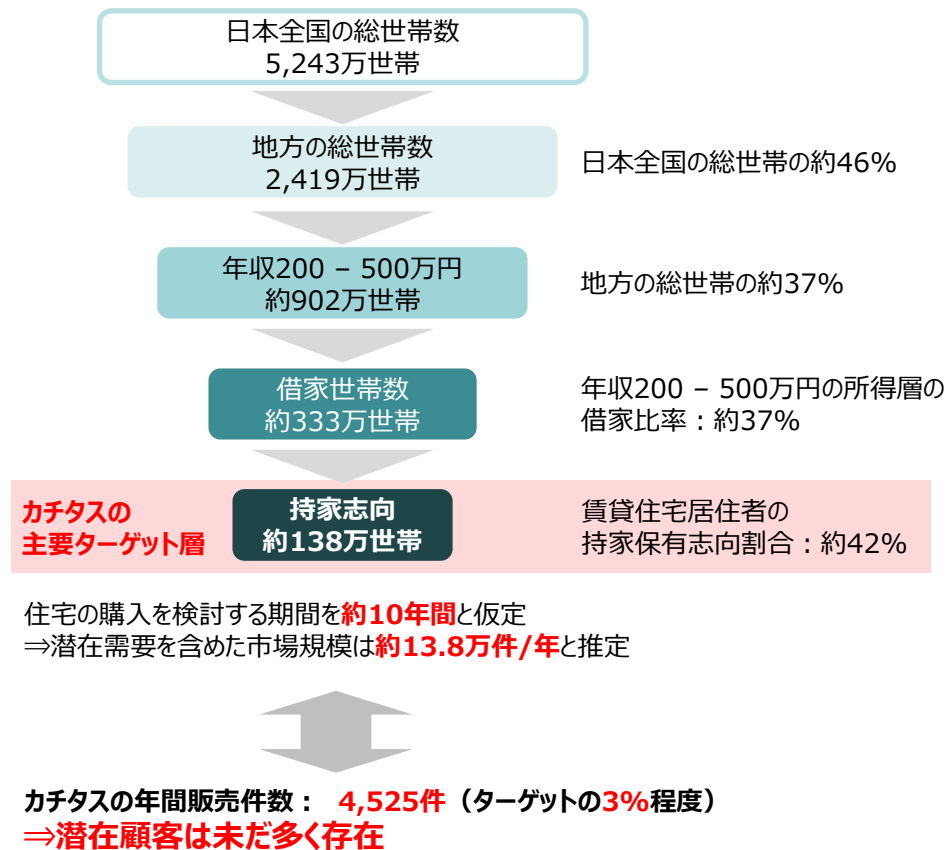 日本全国の総世帯数
5,243万世帯
地方の総世帯数
2,419万世帯
日本全国の総世帯の約46%
年収200 – 500万円
約902万世帯
地方の総世帯の約37%
借家世帯数
約333万世帯
年収200 – 500万円の所得層の
借家比率：約37%
カチタスの
主要ターゲット層
持家志向
約138万世帯
賃貸住宅居住者の
持家保有志向割合：約42%
住宅の購入を検討する期間を約10年間と仮定
⇒潜在需要を含めた市場規模は約13.8万件/年と推定
カチタスの年間販売件数： 4,525件（ターゲットの3%程度）
⇒潜在顧客は未だ多く存在